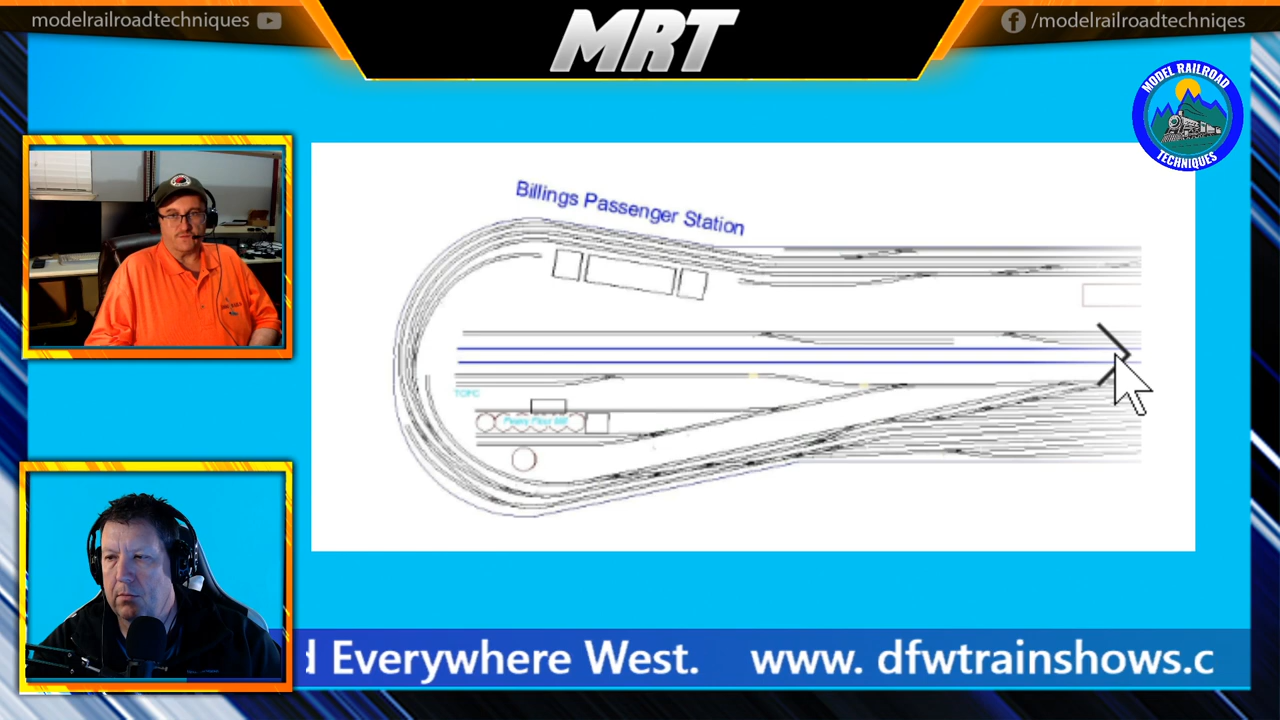 modelrailroadtechniques
MRT
/modelrailroadtechniqes
MODEL RAILROAD
TECHNIQUES
Billings Passenger Station
TOFC
d Everywhere West. www. dfwtrainshows.c